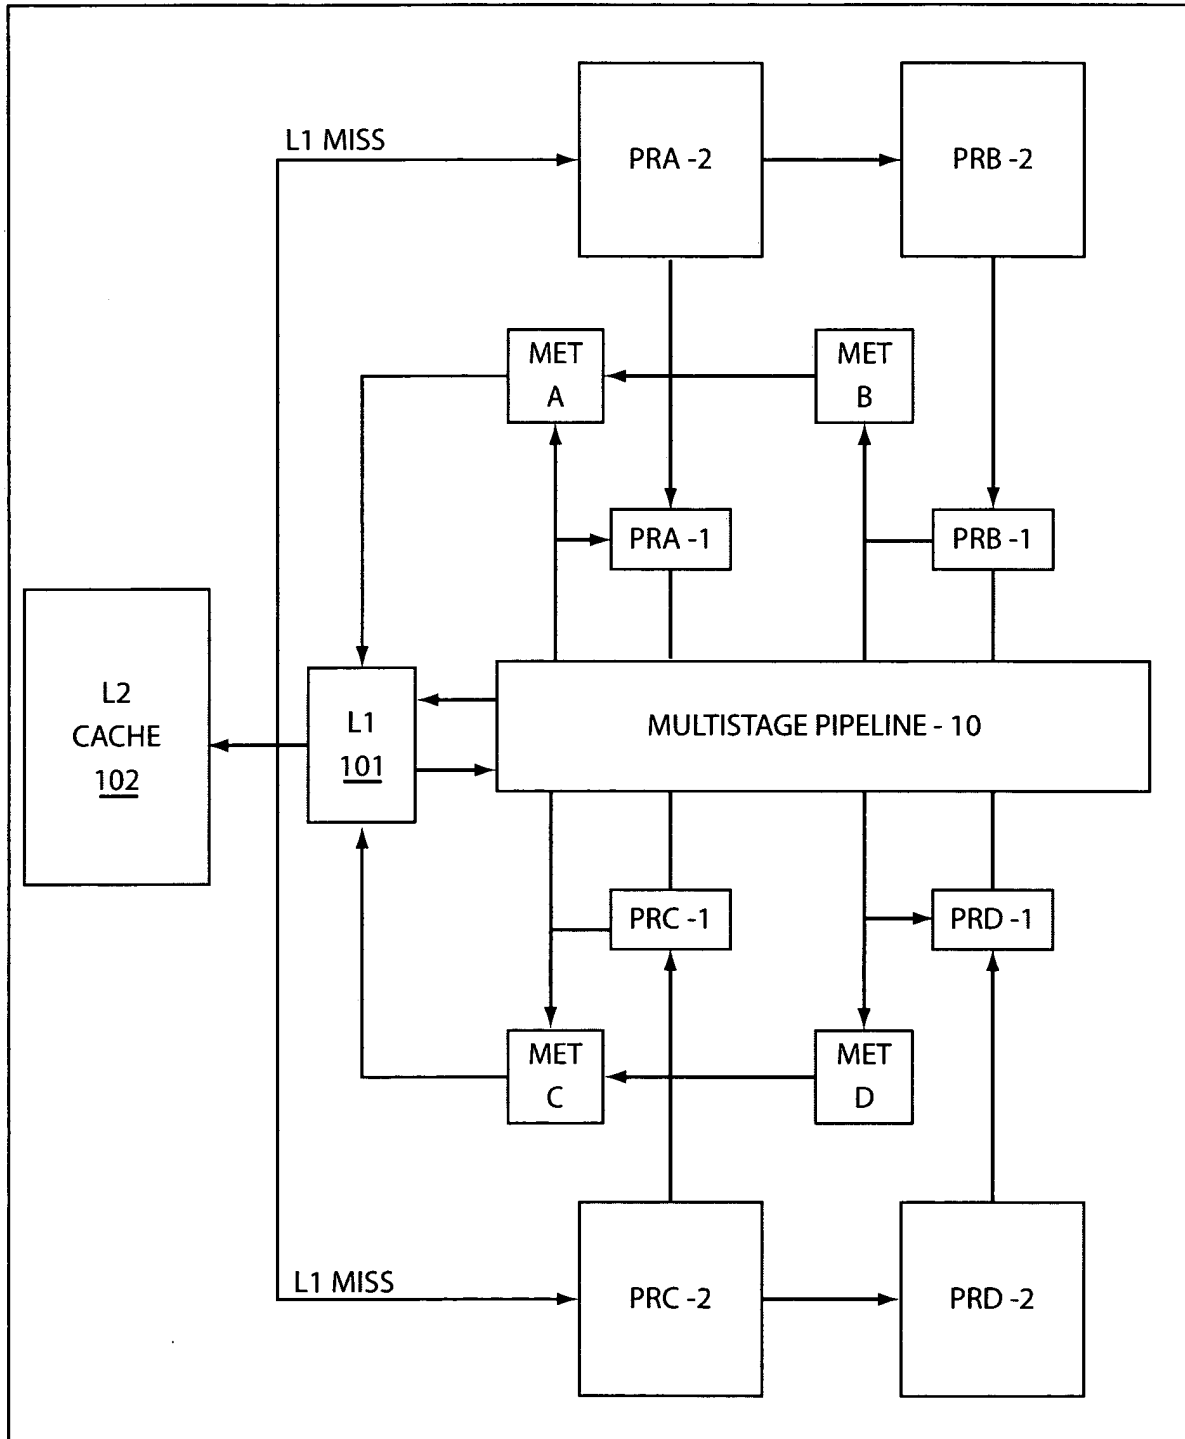 L1 MISS
PRA -2
PRB -2
MET
A
MET
B
PRA -1
PRB -1
L2
CACHE
102
L1
101
MULTISTAGE PIPELINE - 10
PRC -1
PRD -1
MET
C
MET
D
L1 MISS
PRC -2
PRD -2